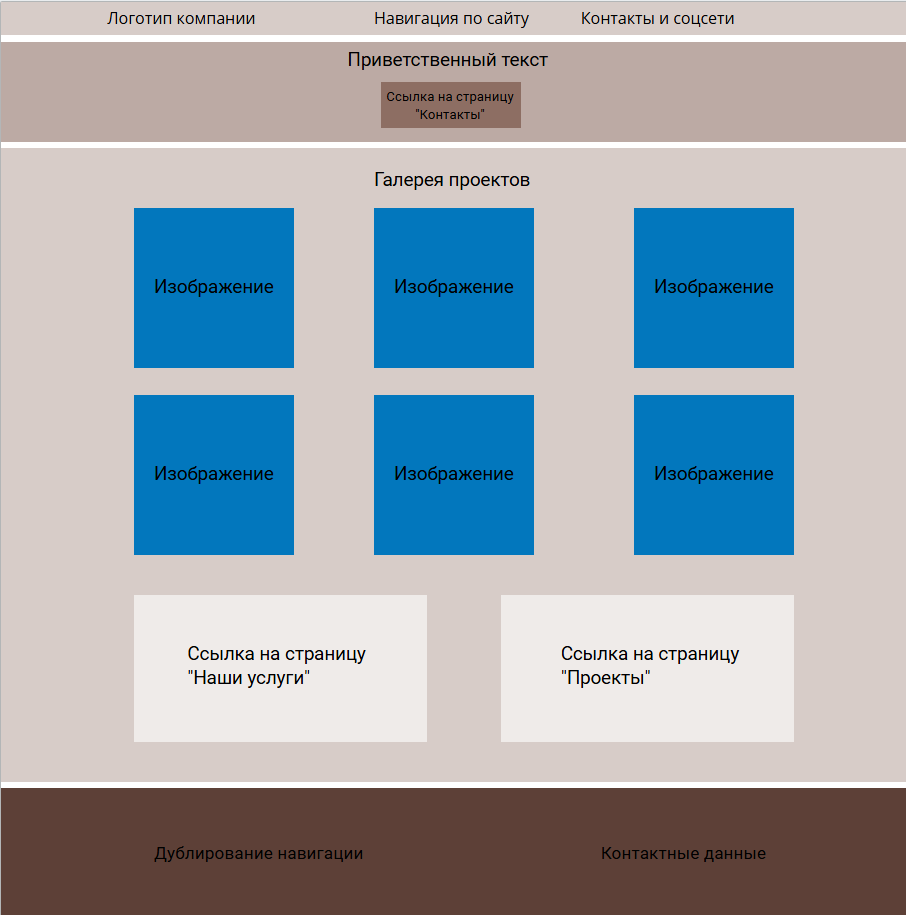 Логотип компании
Навигация по сайту
Контакты и соцсети
Приветственный текст
Ссылка на страницу
"Контакты"
Галерея проектов
Изображение
Изображение
Изображение
Изображение
Изображение
Изображение
Ссылка на страницу
"Наши услуги"
Ссылка на страницу
"Проекты"
Дублирование навигации
Контактные данные